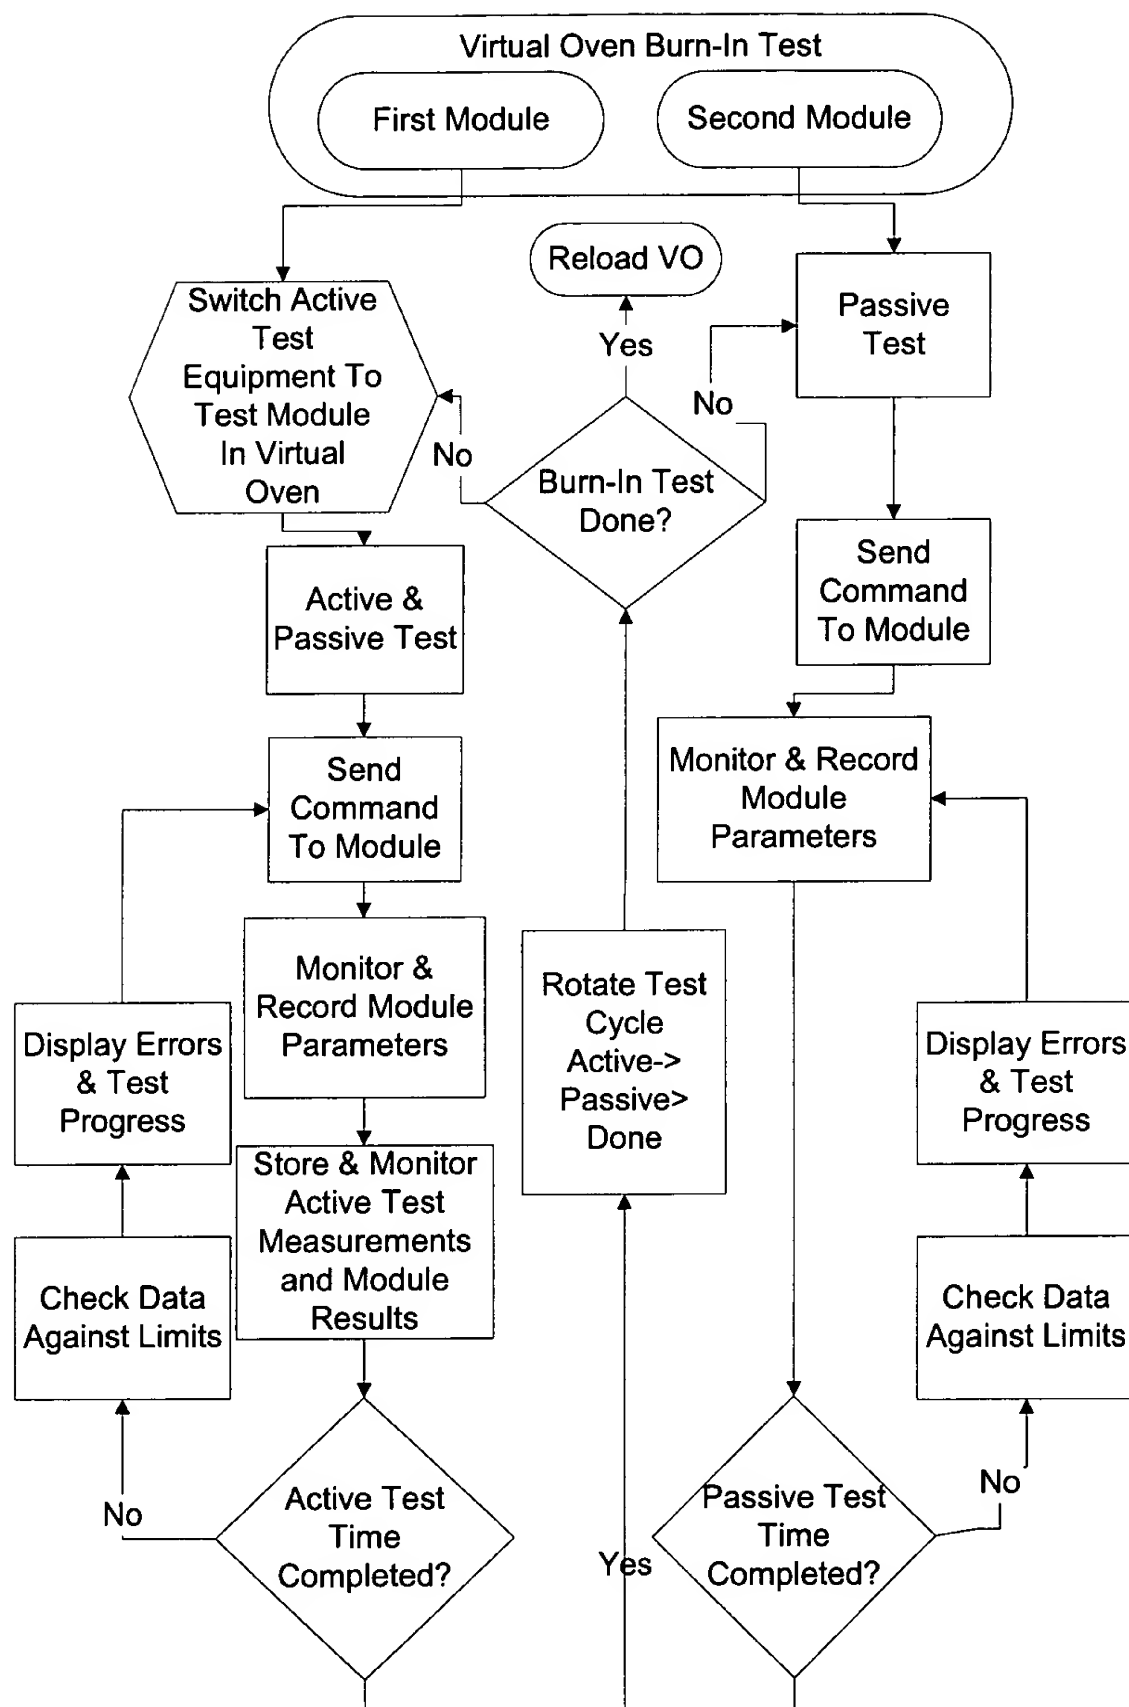 Virtual Oven Burn-In Test
First Module
Second Module
Reload VO
Switch Active
Test
Equipment To
Test Module
In Virtual
Oven
Passive
Test
Yes
No
No
Burn-In Test
Done?
Active &
Passive Test
Send
Command
To Module
Send
Command
To Module
Monitor & Record
Module
Parameters
Monitor &
Record Module
Parameters
Rotate Test
Cycle
Active->
Passive>
Done
Display Errors
& Test
Progress
Display Errors
& Test
Progress
Store & Monitor
Active Test
Measurements
and Module
Results
Check Data
Against Limits
Check Data
Against Limits
No
Active Test
Time
Completed?
Yes
Passive Test
Time
Completed?
No